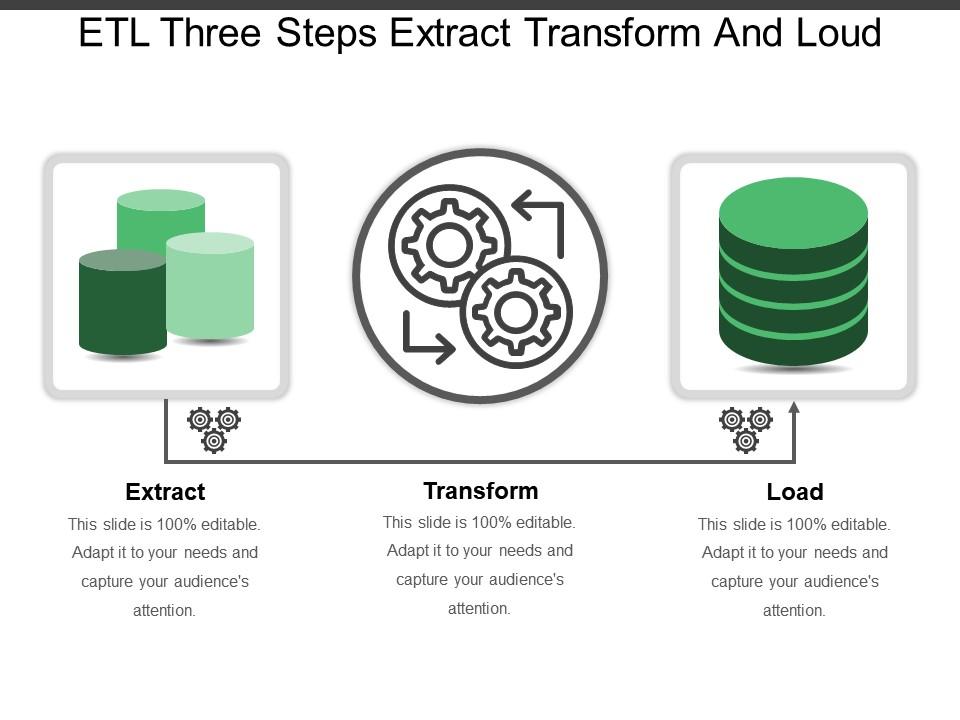 ETL Three Steps Extract Transform And Loud
Extract
This slide is 100% editable.
Adapt it to your needs and
capture your audience's
attention.
Transform
This slide is 100% editable.
Adapt it to your needs and
capture your audience's
attention.
Load
This slide is 100% editable.
Adapt it to your needs and
capture your audience's
attention.